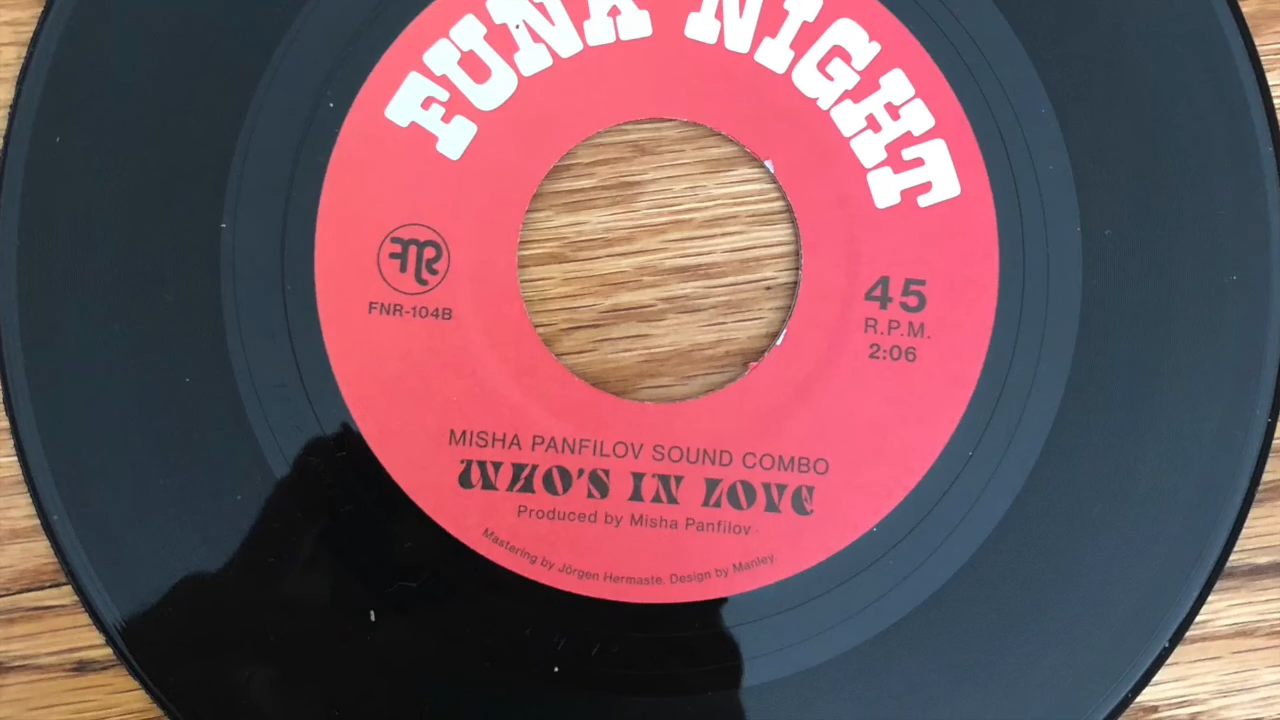 FUNK NIGHT
FNR
FNR-104B
45
R.P.M.
2:06
MISHA PANFILOV SOUND COMBO
WHO'S IN LOVE
Produced by Misha Panfilov
Mastering by Jörgen Hermaste. Design by Manley.